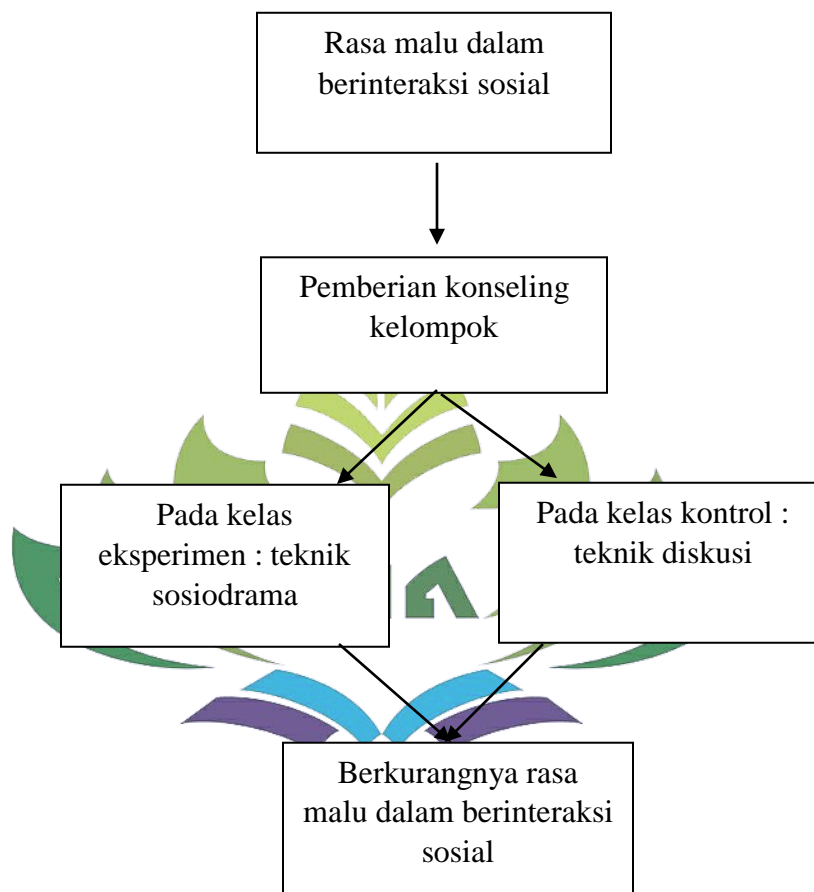 Rasa malu dalam
berinteraksi sosial
Pemberian konseling
kelompok
Pada kelas
eksperimen : teknik
sosiodrama
Pada kelas kontrol :
teknik diskusi
Berkurangnya rasa
malu dalam berinteraksi
sosial